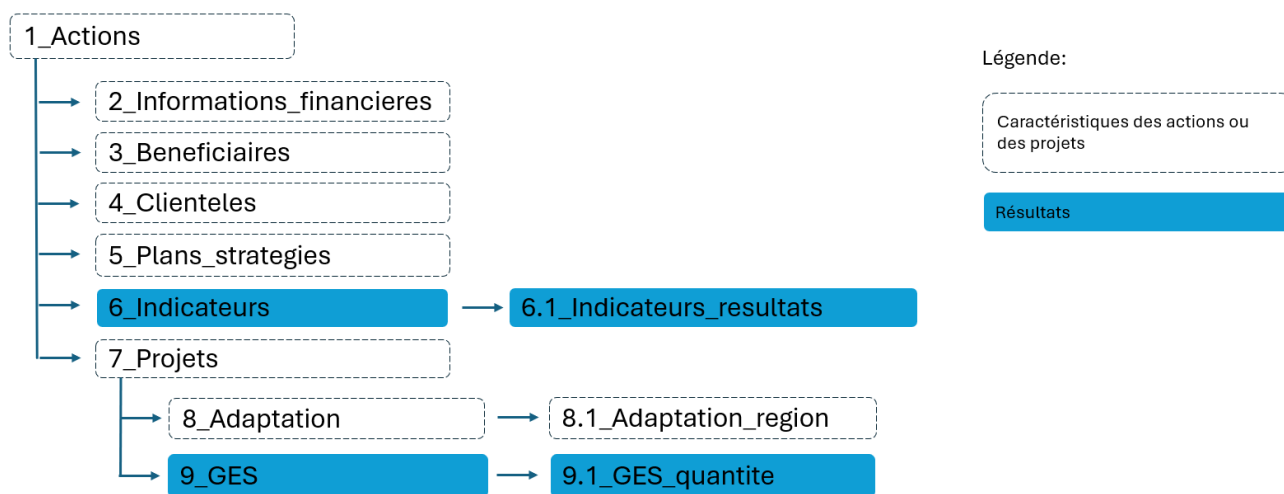 1_Actions
2_Informations_financieres
3_Beneficiaires
4_Clienteles
5_Plans_strategies
6_Indicateurs
6.1_Indicateurs_resultats
7_Projets
8_Adaptation
8.1_Adaptation_region
9_GES
9.1_GES_quantite
Légende:
Caractéristiques des actions ou
des projets
Résultats